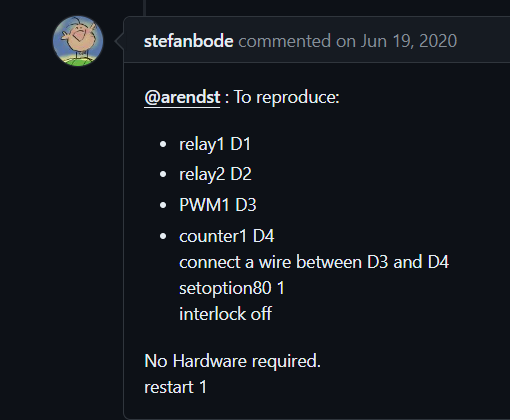 stefanbode commented on Jun 19, 2020
@arendst : To reproduce:
• relay1 D1
• relay2 D2
• PWM1 D3
• counter1 D4
connect a wire between D3 and D4
setoption80 1
interlock off
No Hardware required.
restart 1